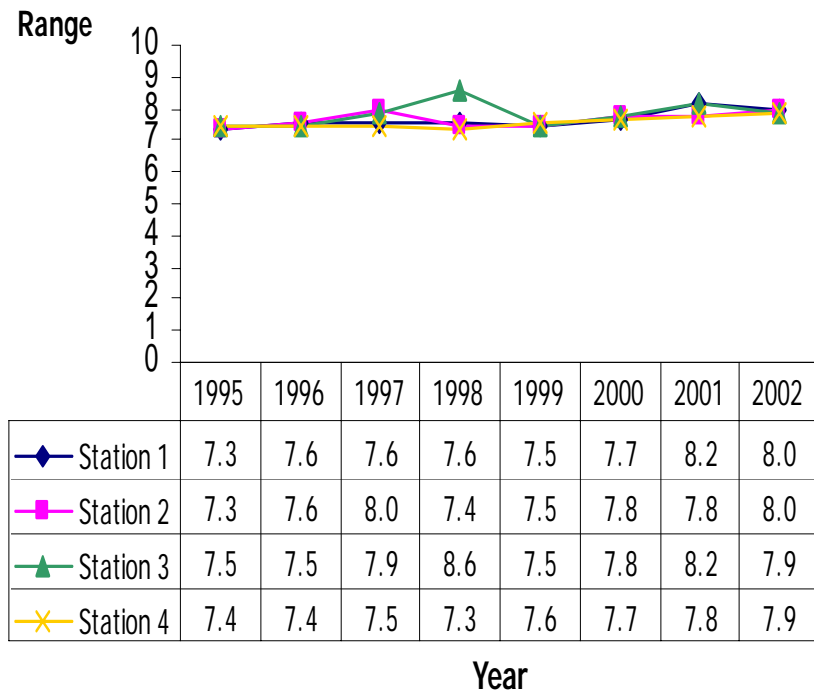 Range
10
9
8
7
6
5
4
3
2
1
0
1995 1996 1997 1998 1999 2000 2001 2002
Station 1 7.3 7.6 7.6 7.6 7.5 7.7 8.2 8.0
Station 2 7.3 7.6 8.0 7.4 7.5 7.8 7.8 8.0
Station 3 7.5 7.5 7.9 8.6 7.5 7.8 8.2 7.9
Station 4 7.4 7.4 7.5 7.3 7.6 7.7 7.8 7.9
Year